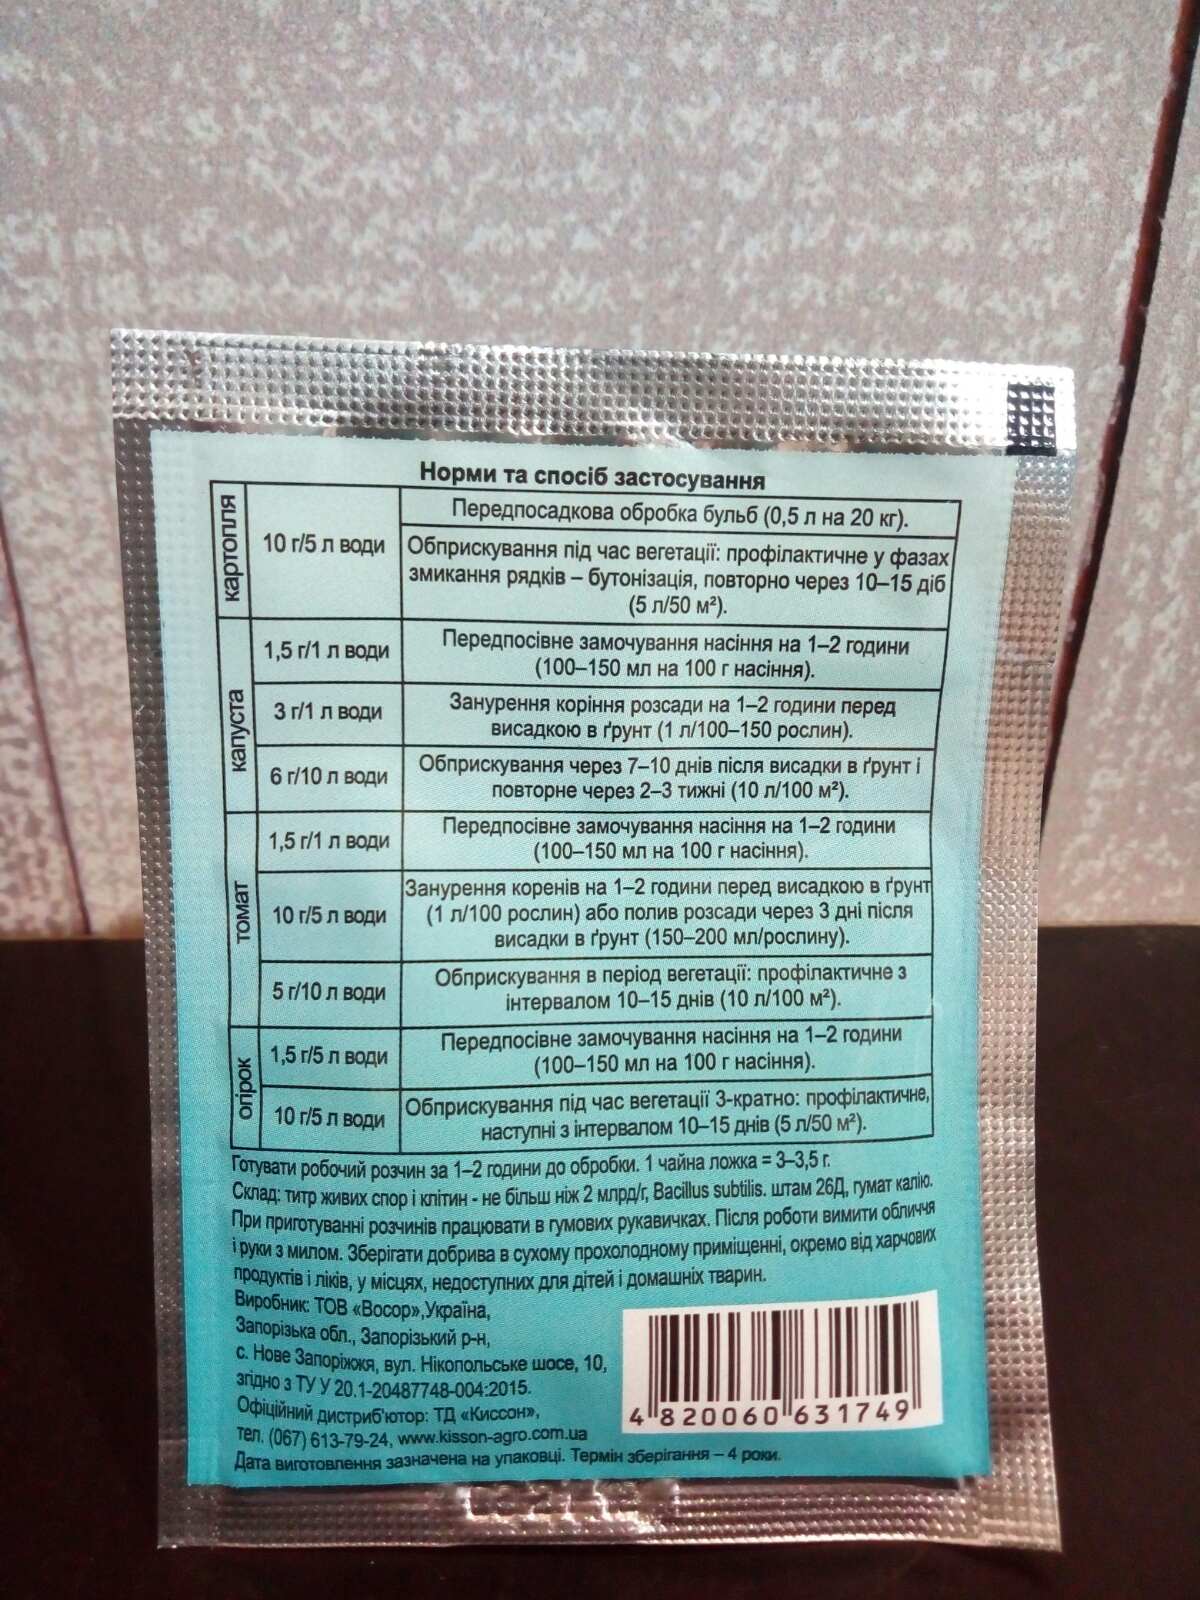 Норми та спосіб застосування
картопля
10 г/5 л води
Передпосадкова обробка бульб (0,5 л на 20 кг).
Обприскування під час вегетації: профілактичне у фазах
змикання рядків – бутонізація, повторно через 10–15 діб
(5 л/50 м²).
капуста
1,5 г/1 л води
Передпосівне замочування насіння на 1–2 години
(100–150 мл на 100 г насіння).
3 г/1 л води
Занурення коріння розсади на 1–2 години перед
висадкою в ґрунт (1 л/100–150 рослин).
6 г/10 л води
Обприскування через 7–10 днів після висадки в ґрунт і
повторне через 2–3 тижні (10 л/100 м²).
томат
1,5 г/1 л води
Передпосівне замочування насіння на 1–2 години
(100–150 мл на 100 г насіння).
10 г/5 л води
Занурення коренів на 1–2 години перед висадкою в ґрунт
(1 л/100 рослин) або полив розсади через 3 дні після
висадки в ґрунт (150–200 мл/рослину).
5 г/10 л води
Обприскування в період вегетації: профілактичне з
інтервалом 10–15 днів (10 л/100 м²).
огірок
1,5 г/5 л води
Передпосівне замочування насіння на 1–2 години
(100–150 мл на 100 г насіння).
10 г/5 л води
Обприскування під час вегетації 3-кратно: профілактичне,
наступні з інтервалом 10–15 днів (5 л/50 м²).
Готувати робочий розчин за 1–2 години до обробки. 1 чайна ложка = 3–3,5 г.
Склад: титр живих спор і клітин - не більш ніж 2 млрд/г, Bacillus subtilis. штам 26Д, гумат калію.
При приготуванні розчинів працювати в гумових рукавичках. Після роботи вимити обличчя
і руки з милом. Зберігати добрива в сухому прохолодному приміщенні, окремо від харчових
продуктів і ліків, у місцях, недоступних для дітей і домашніх тварин.
Виробник: ТОВ «Восор»,Україна,
Запорізька обл., Запорізький р-н,
с. Нове Запоріжжя, вул. Нікопольське шосе, 10,
згідно з ТУ У 20.1-20487748-004:2015.
Офіційний дистриб'ютор: ТД «Киссон»,
тел. (067) 613-79-24, www.kisson-agro.com.ua
Дата виготовлення зазначена на упаковці. Термін зберігання – 4 роки.
4 820060 631749